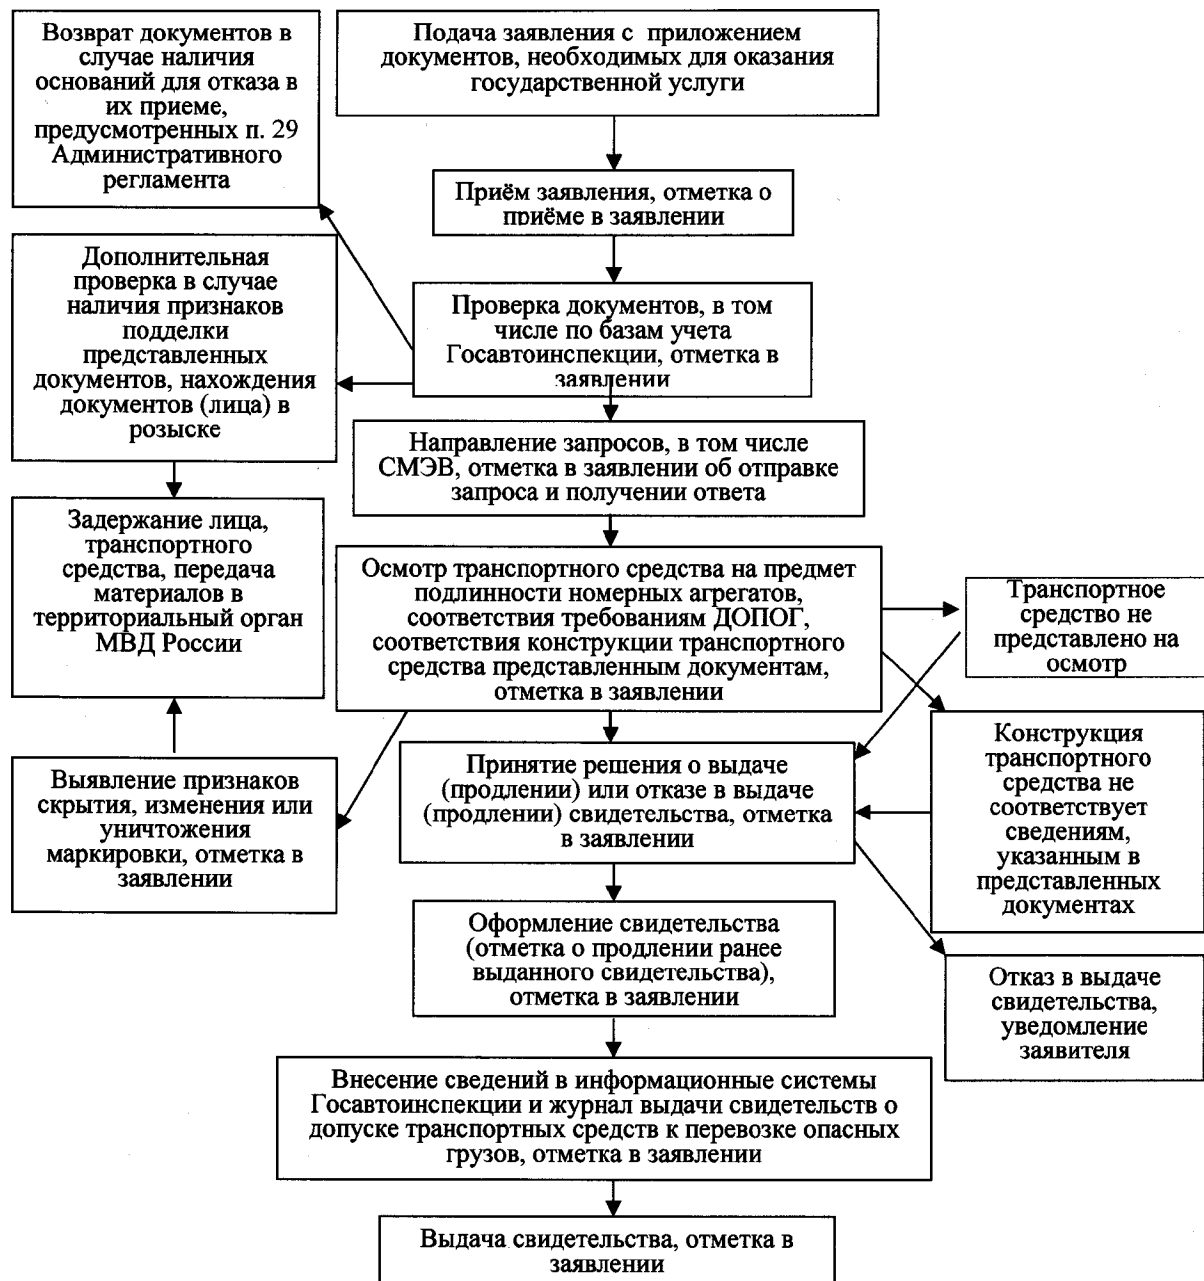 Возврат документов в
случае наличия
оснований для отказа в
их приеме,
предусмотренных п. 29
Административного
регламента
Подача заявления с приложением
документов, необходимых для оказания
государственной услуги
Приём заявления, отметка о
приёме в заявлении
Дополнительная
проверка в случае
наличия признаков
подделки
представленных
документов, нахождения
документов (лица) в
розыске
Проверка документов, в том
числе по базам учета
Госавтоинспекции, отметка в
заявлении
Направление запросов, в том числе
СМЭВ, отметка в заявлении об отправке
запроса и получении ответа
Задержание лица,
транспортного
средства, передача
материалов в
территориальный орган
МВД России
Осмотр транспортного средства на предмет
подлинности номерных агрегатов,
соответствия требованиям ДОПОГ,
соответствия конструкции транспортного
средства представленным документам,
отметка в заявлении
Транспортное
средство не
представлено на
осмотр
Выявление признаков
скрытия, изменения или
уничтожения
маркировки, отметка в
заявлении
Принятие решения о выдаче
(продлении) или отказе в выдаче
(продлении) свидетельства, отметка
в заявлении
Конструкция
транспортного
средства не
соответствует
сведениям,
указанным в
представленных
документах
Оформление свидетельства
(отметка о продлении ранее
выданного свидетельства),
отметка в заявлении
Отказ в выдаче
свидетельства,
уведомление
заявителя
Внесение сведений в информационные системы
Госавтоинспекции и журнал выдачи свидетельств о
допуске транспортных средств к перевозке опасных
грузов, отметка в заявлении
Выдача свидетельства, отметка в
заявлении